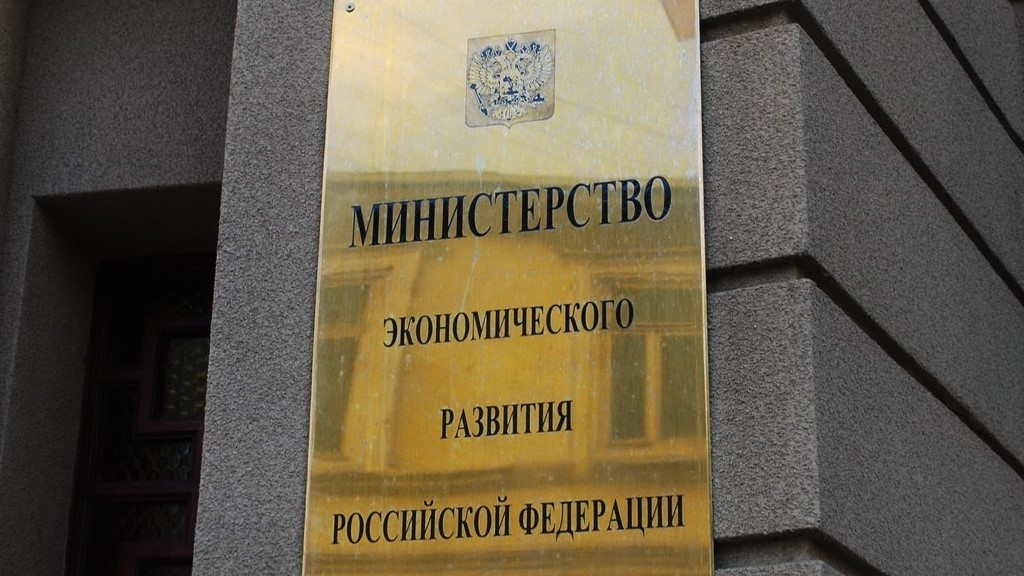 МИНИСТЕРСТВО
ЭКОНОМИЧЕСКОГО
РАЗВИТИЯ
РОССИЙСКОЙ ФЕДЕРАЦИИ